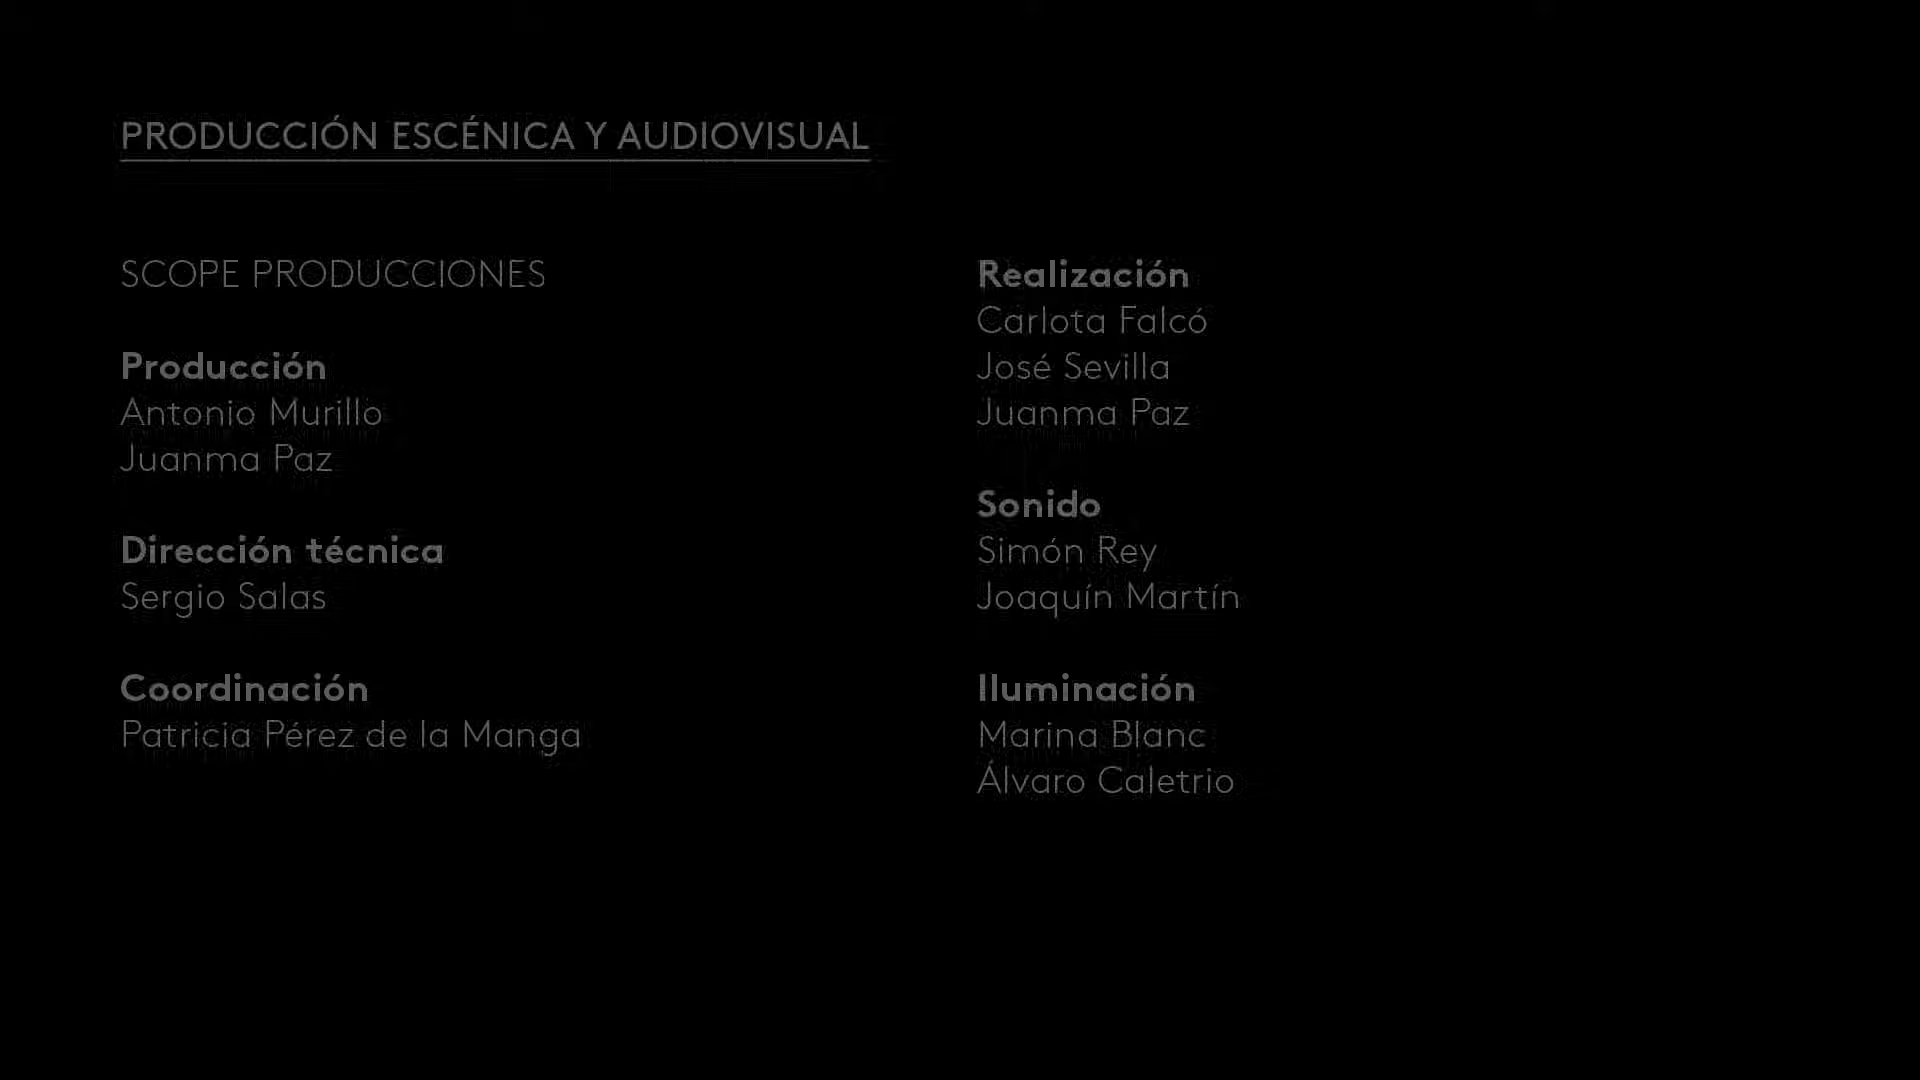 PRODUCCIÓN ESCÉNICA Y AUDIOVISUAL
SCOPE PRODUCCIONES
Producción
Antonio Murillo
Juanma Paz
Dirección técnica
Sergio Salas
Coordinación
Patricia Pérez de la Manga
Realización
Carlota Falcó
José Sevilla
Juanma Paz
Sonido
Simón Rey
Joaquín Martín
Iluminación
Marina Blanc
Álvaro Caletrio